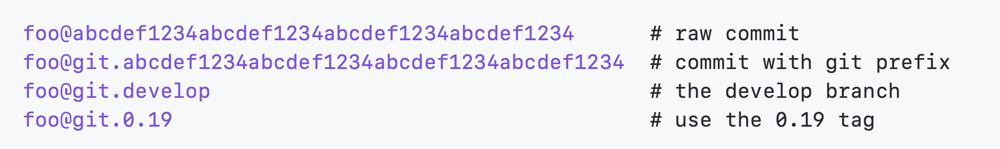 foo@abcdef1234abcdef1234abcdef1234abcdef1234      # raw commit
foo@git.abcdef1234abcdef1234abcdef1234abcdef1234  # commit with git prefix
foo@git.develop                                   # the develop branch
foo@git.0.19                                      # use the 0.19 tag